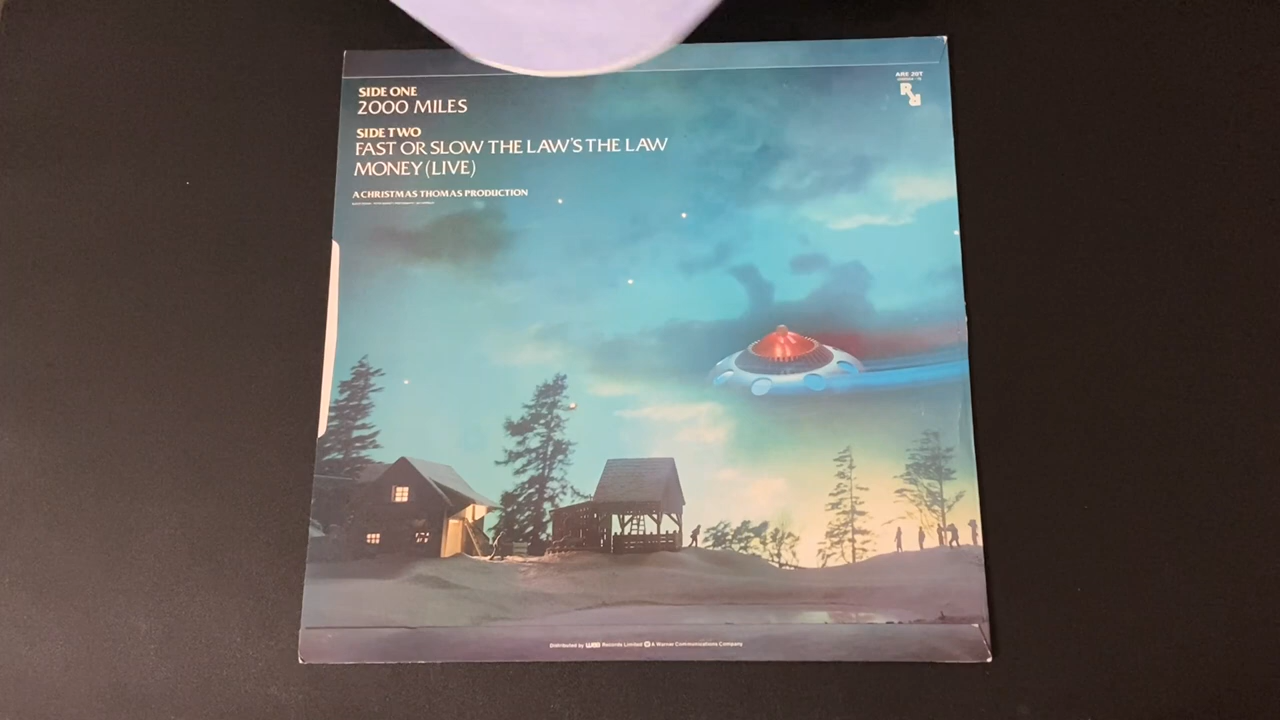 SIDE ONE
2000 MILES
SIDE TWO
FAST OR SLOW THE LAW'S THE LAW
MONEY (LIVE)
A CHRISTMAS THOMAS PRODUCTION
ARE 20T
R
Distributed by wea Records Limited A Warner Communications Company